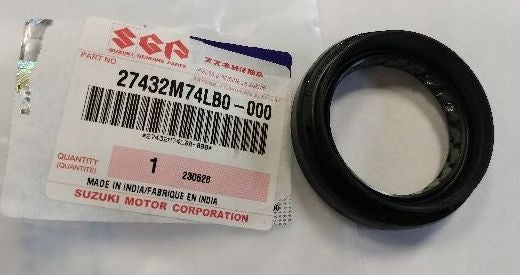 SGP
SUZUKI GENUINE PARTS
PART NO.
27432M74LB0-000
QUANTITY
(QUANTITÉ)
1
230626
MADE IN INDIA/FABRIQUE EN INDIA
SUZUKI MOTOR CORPORATION